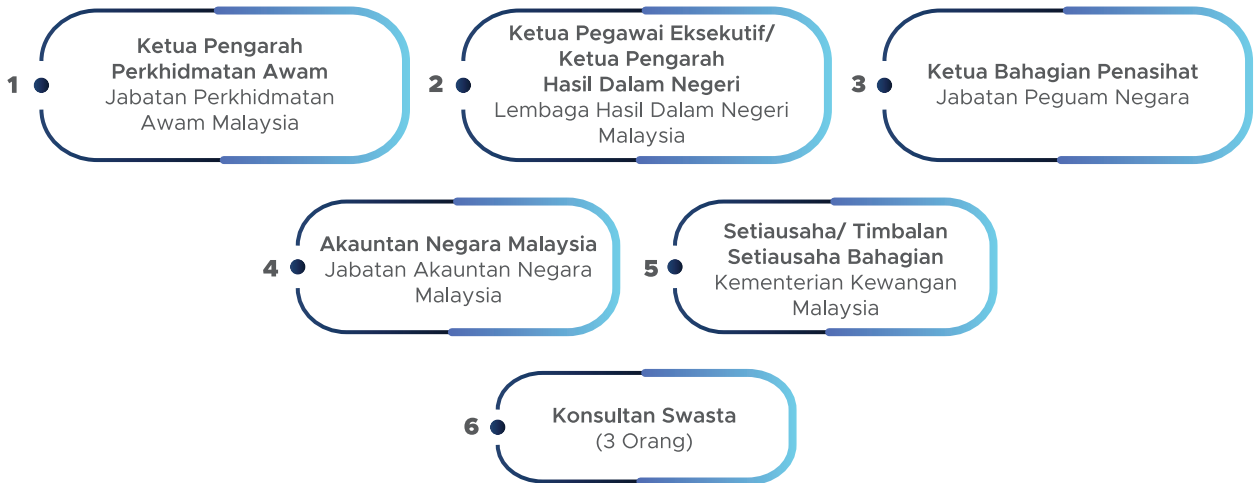 1
Ketua Pengarah
Perkhidmatan Awam
Jabatan Perkhidmatan
Awam Malaysia
2
Ketua Pegawai Eksekutif/
Ketua Pengarah
Hasil Dalam Negeri
Lembaga Hasil Dalam Negeri
Malaysia
3
Ketua Bahagian Penasihat
Jabatan Peguam Negara
4
Akauntan Negara Malaysia
Jabatan Akauntan Negara
Malaysia
5
Setiausaha/ Timbalan
Setiausaha Bahagian
Kementerian Kewangan
Malaysia
6
Konsultan Swasta
(3 Orang)